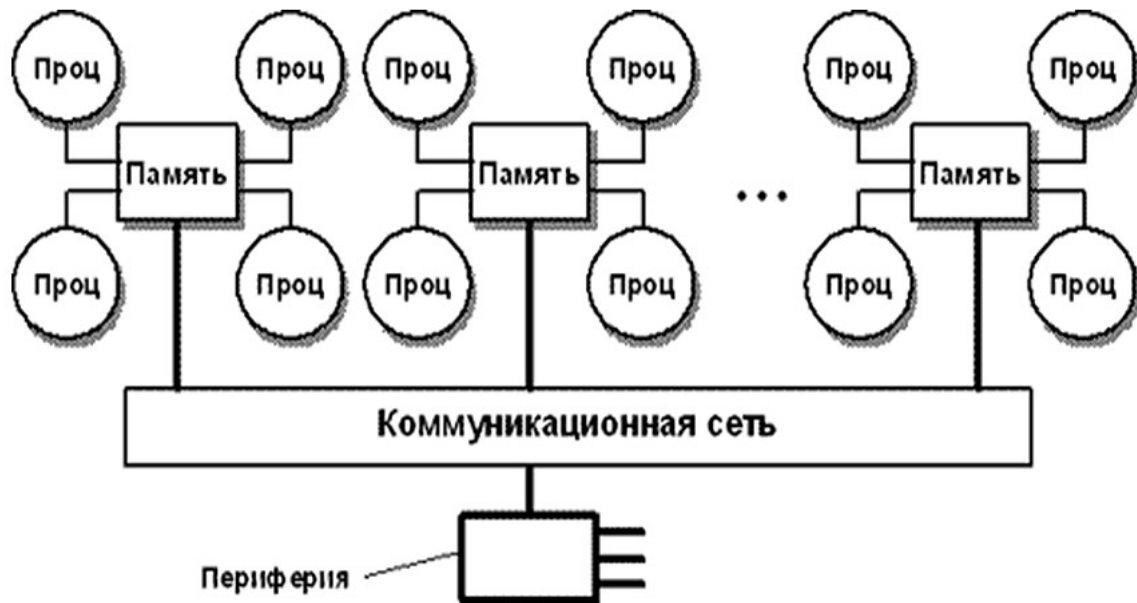 Проц Проц Проц Проц Проц Проц
Память Память Память
...
Проц Проц Проц Проц Проц Проц
Коммуникационная сеть
Периферия